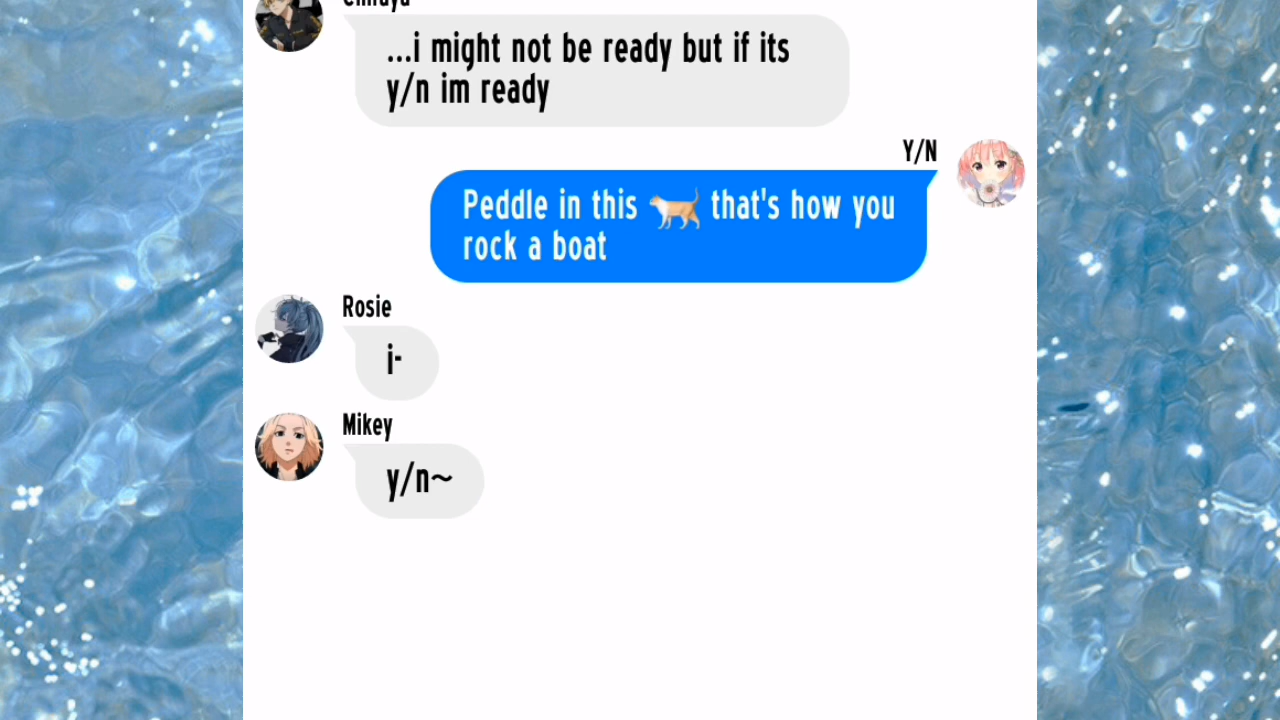 ...i might not be ready but if its
y/n im ready
Y/N
Peddle in this 🐈 that's how you
rock a boat
Rosie
i-
Mikey
y/n~